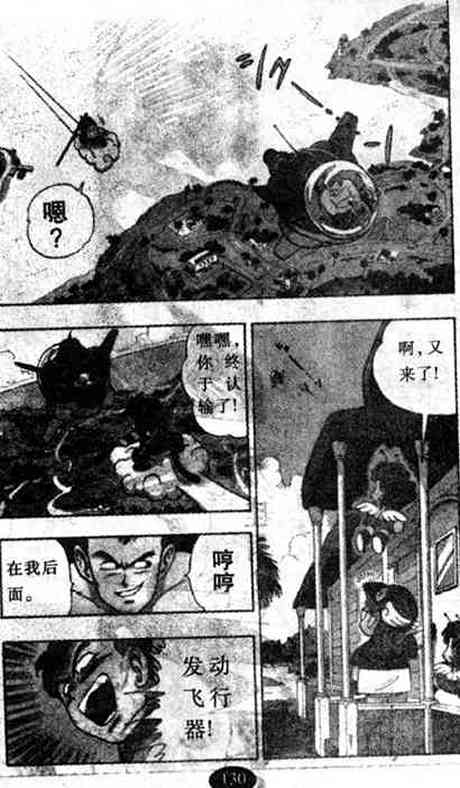 嗯
?
嘿嘿，
你终
于认
输了！
啊，又
来了！
在我后
面。
哼
哼
发动
飞行
器！
130